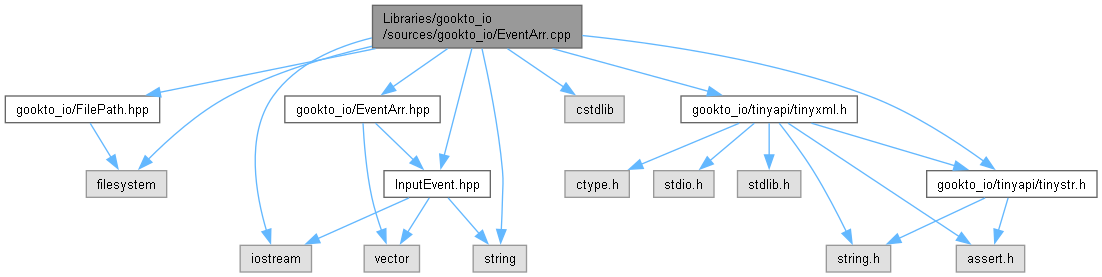 Libraries/gookto_io
/sources/gookto_io/EventArr.cpp
gookto_io/FilePath.hpp
gookto_io/EventArr.hpp
cstdlib
gookto_io/tinyapi/tinyxml.h
filesystem
InputEvent.hpp
ctype.h
stdio.h
stdlib.h
gookto_io/tinyapi/tinystr.h
iostream
vector
string
string.h
assert.h